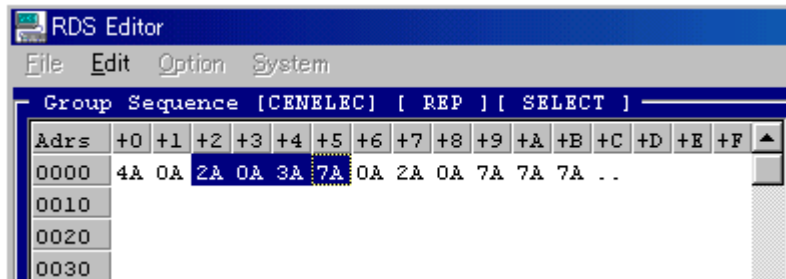 RDS Editor
File Edit Option System
Group Sequence [CENELEC] [ REP ][ SELECT ]
Adrs +0 +1 +2 +3 +4 +5 +6 +7 +8 +9 +A +B +C +D +E +F
0000 4A 0A 2A 0A 3A 7A 0A 2A 0A 7A 7A 7A ..
0010
0020
0030